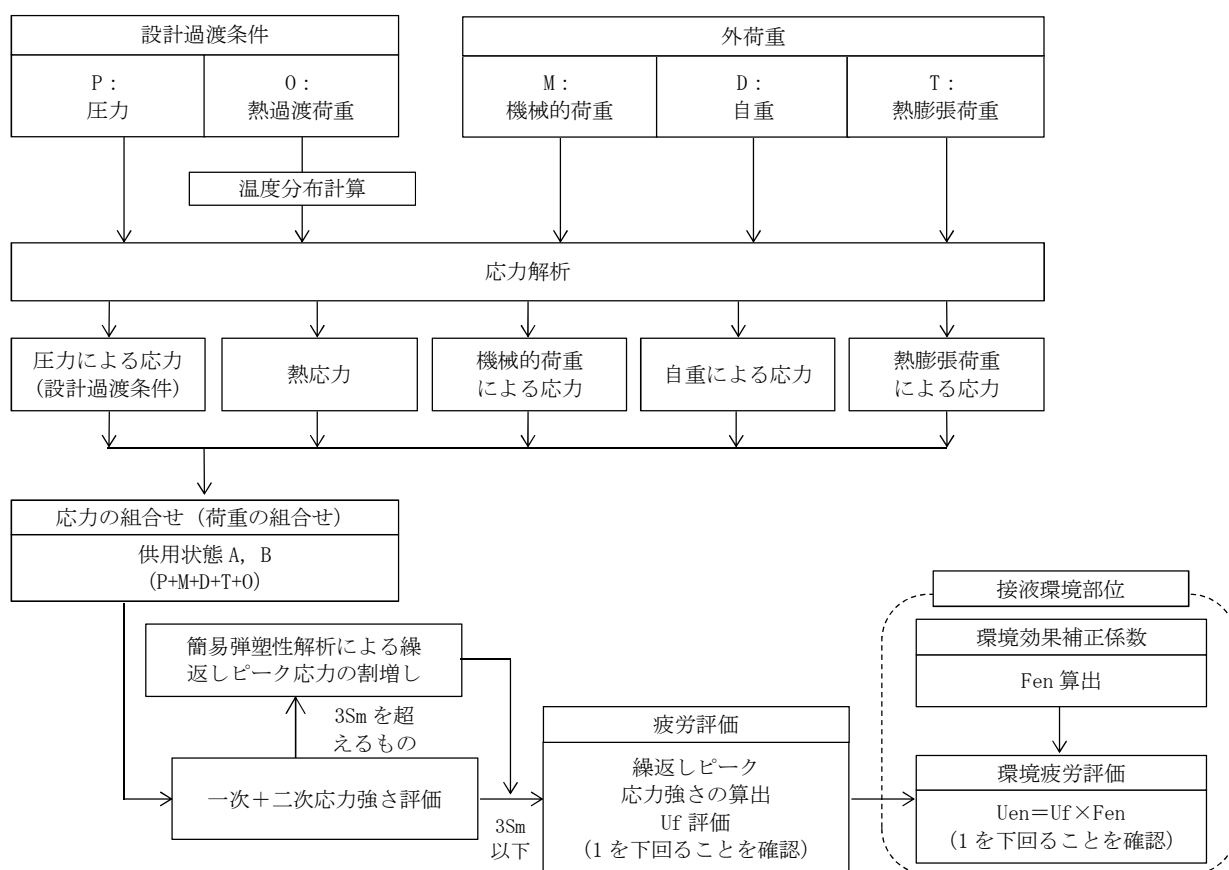 設計過渡条件
外荷重
P:
圧力
O:
熱過渡荷重
M:
機械的荷重
D:
自重
T:
熱膨張荷重
温度分布計算
応力解析
圧力による応力
(設計過渡条件)
熱応力
機械的荷重
による応力
自重による応力
熱膨張荷重
による応力
応力の組合せ (荷重の組合せ)
供用状態 A, B
(P+M+D+T+O)
簡易弾塑性解析による繰
返しピーク応力の割増し
3Sm を超
えるもの
一次＋二次応力強さ評価
3Sm
以下
疲労評価
繰返しピーク
応力強さの算出
Uf 評価
(1 を下回ることを確認)
接液環境部位
環境効果補正係数
Fen 算出
環境疲労評価
Uen＝Uf×Fen
(1 を下回ることを確認)